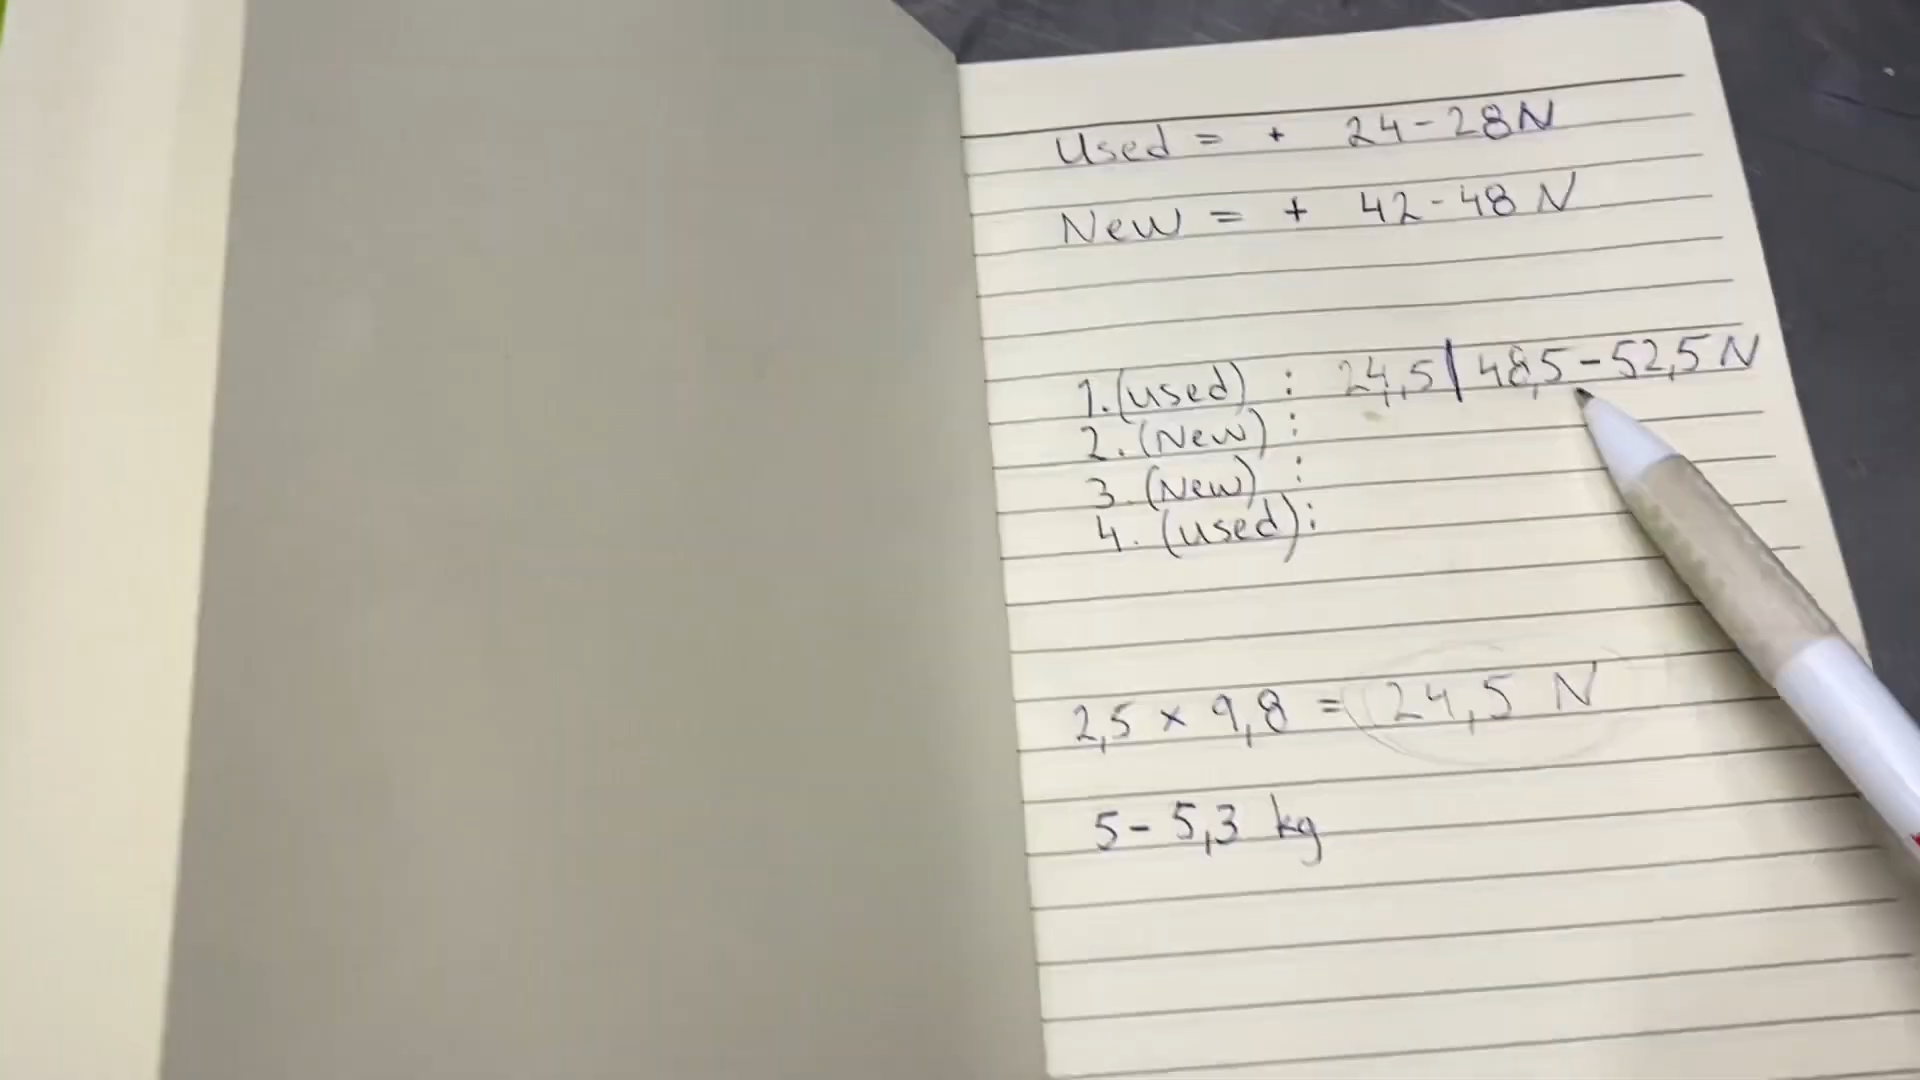 Used = + 24-28N
New = + 42-48 N
1.(used) : 24,5 | 48,5-52,5 N
2. (New) :
3. (New) :
4. (used):
2,5 × 9,8 = 24,5 N
5- 5,3 kg